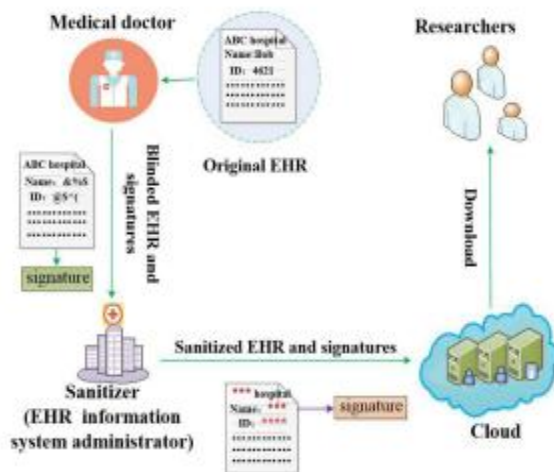 Medical doctor
Researchers
ABC hospital
Name:Bob
ID: 4621
Original EHR
Blinded EHR and
signatures
ABC hospital
Name: &%S
ID: @S^(
signature
Download
Sanitizer
(EHR information
system administrator)
Sanitized EHR and signatures
*** hospital
Name: ***
ID: ****
signature
Cloud